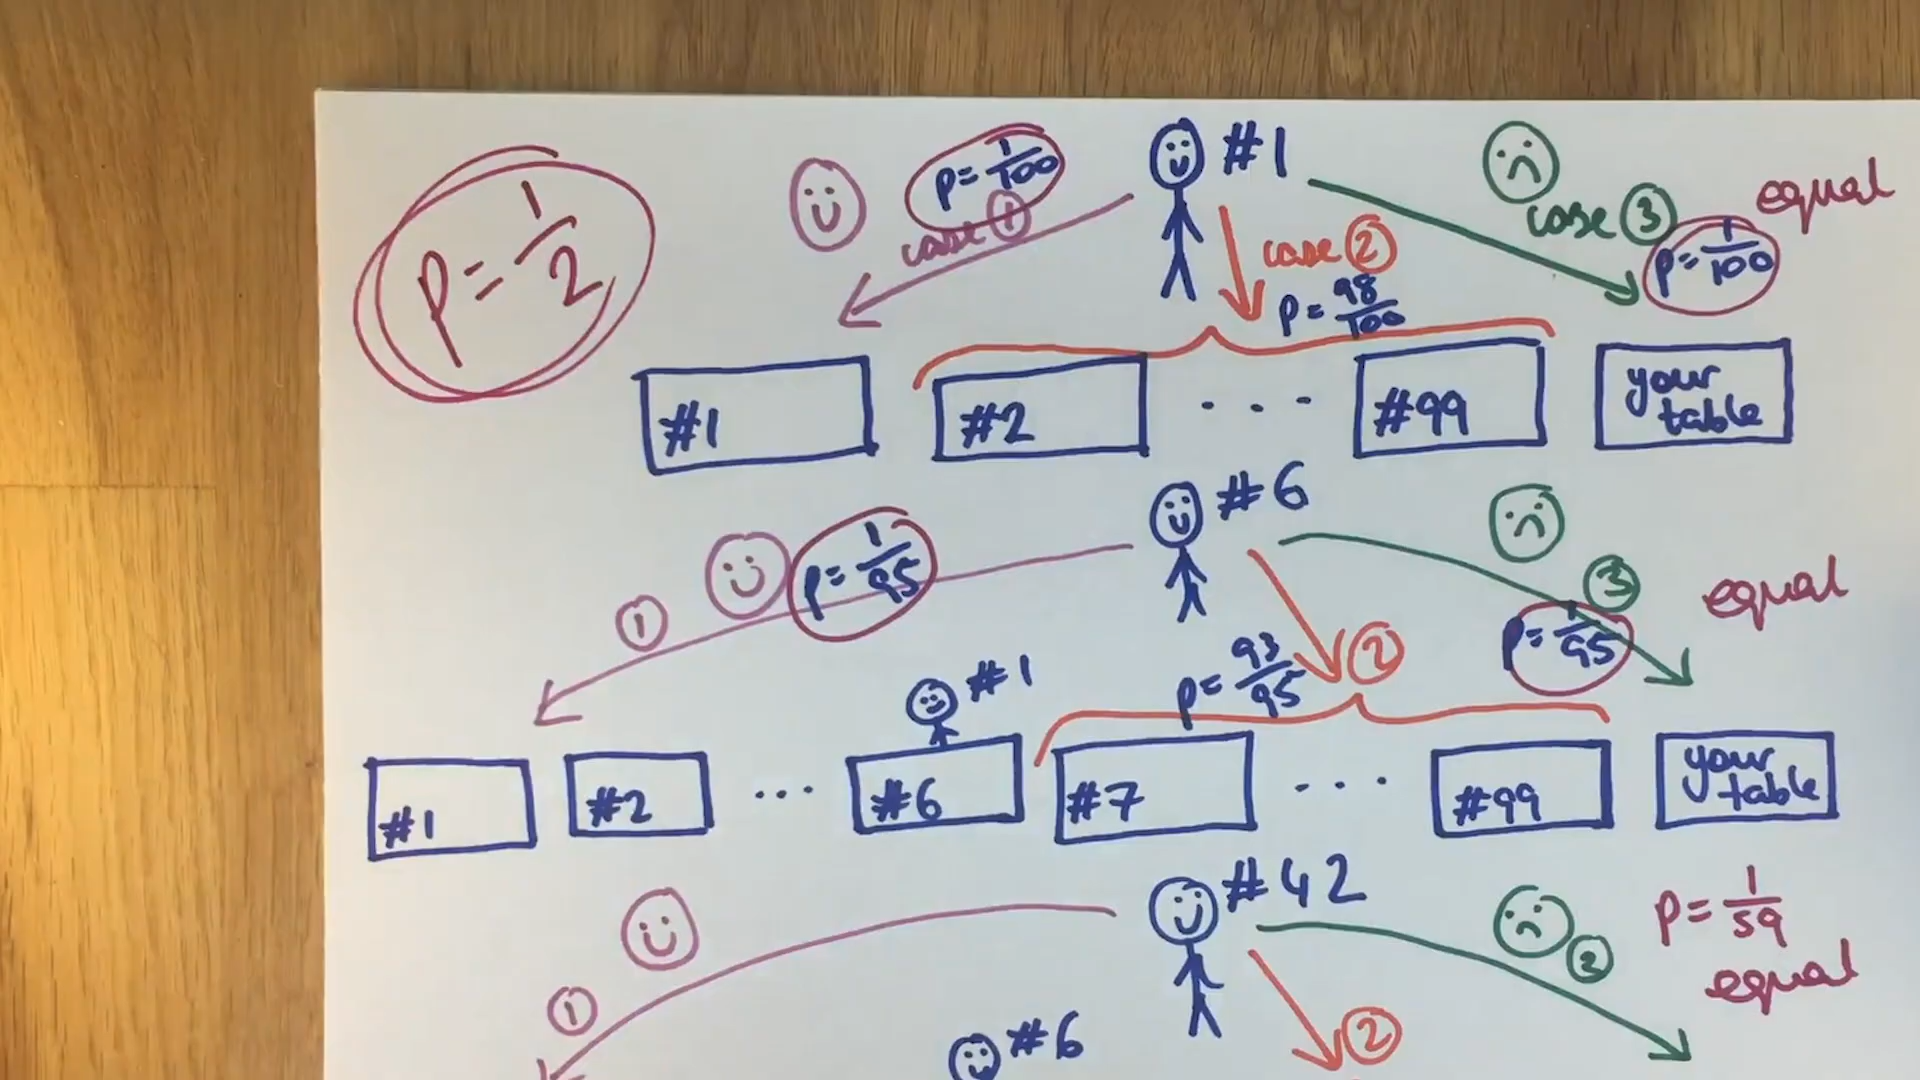 p = 1/2
p = 1/100
case ①
#1
case ②
p = 98/100
case ③
p = 1/100
equal
#1
#2
. . .
#99
your
table
#6
①
p = 1/95
②
p = 93/95
③
p = 1/95
equal
#1
#1
#2
. . .
#6
#7
. . . .
#99
your
table
#42
①
②
②
p = 1/59
equal
#6